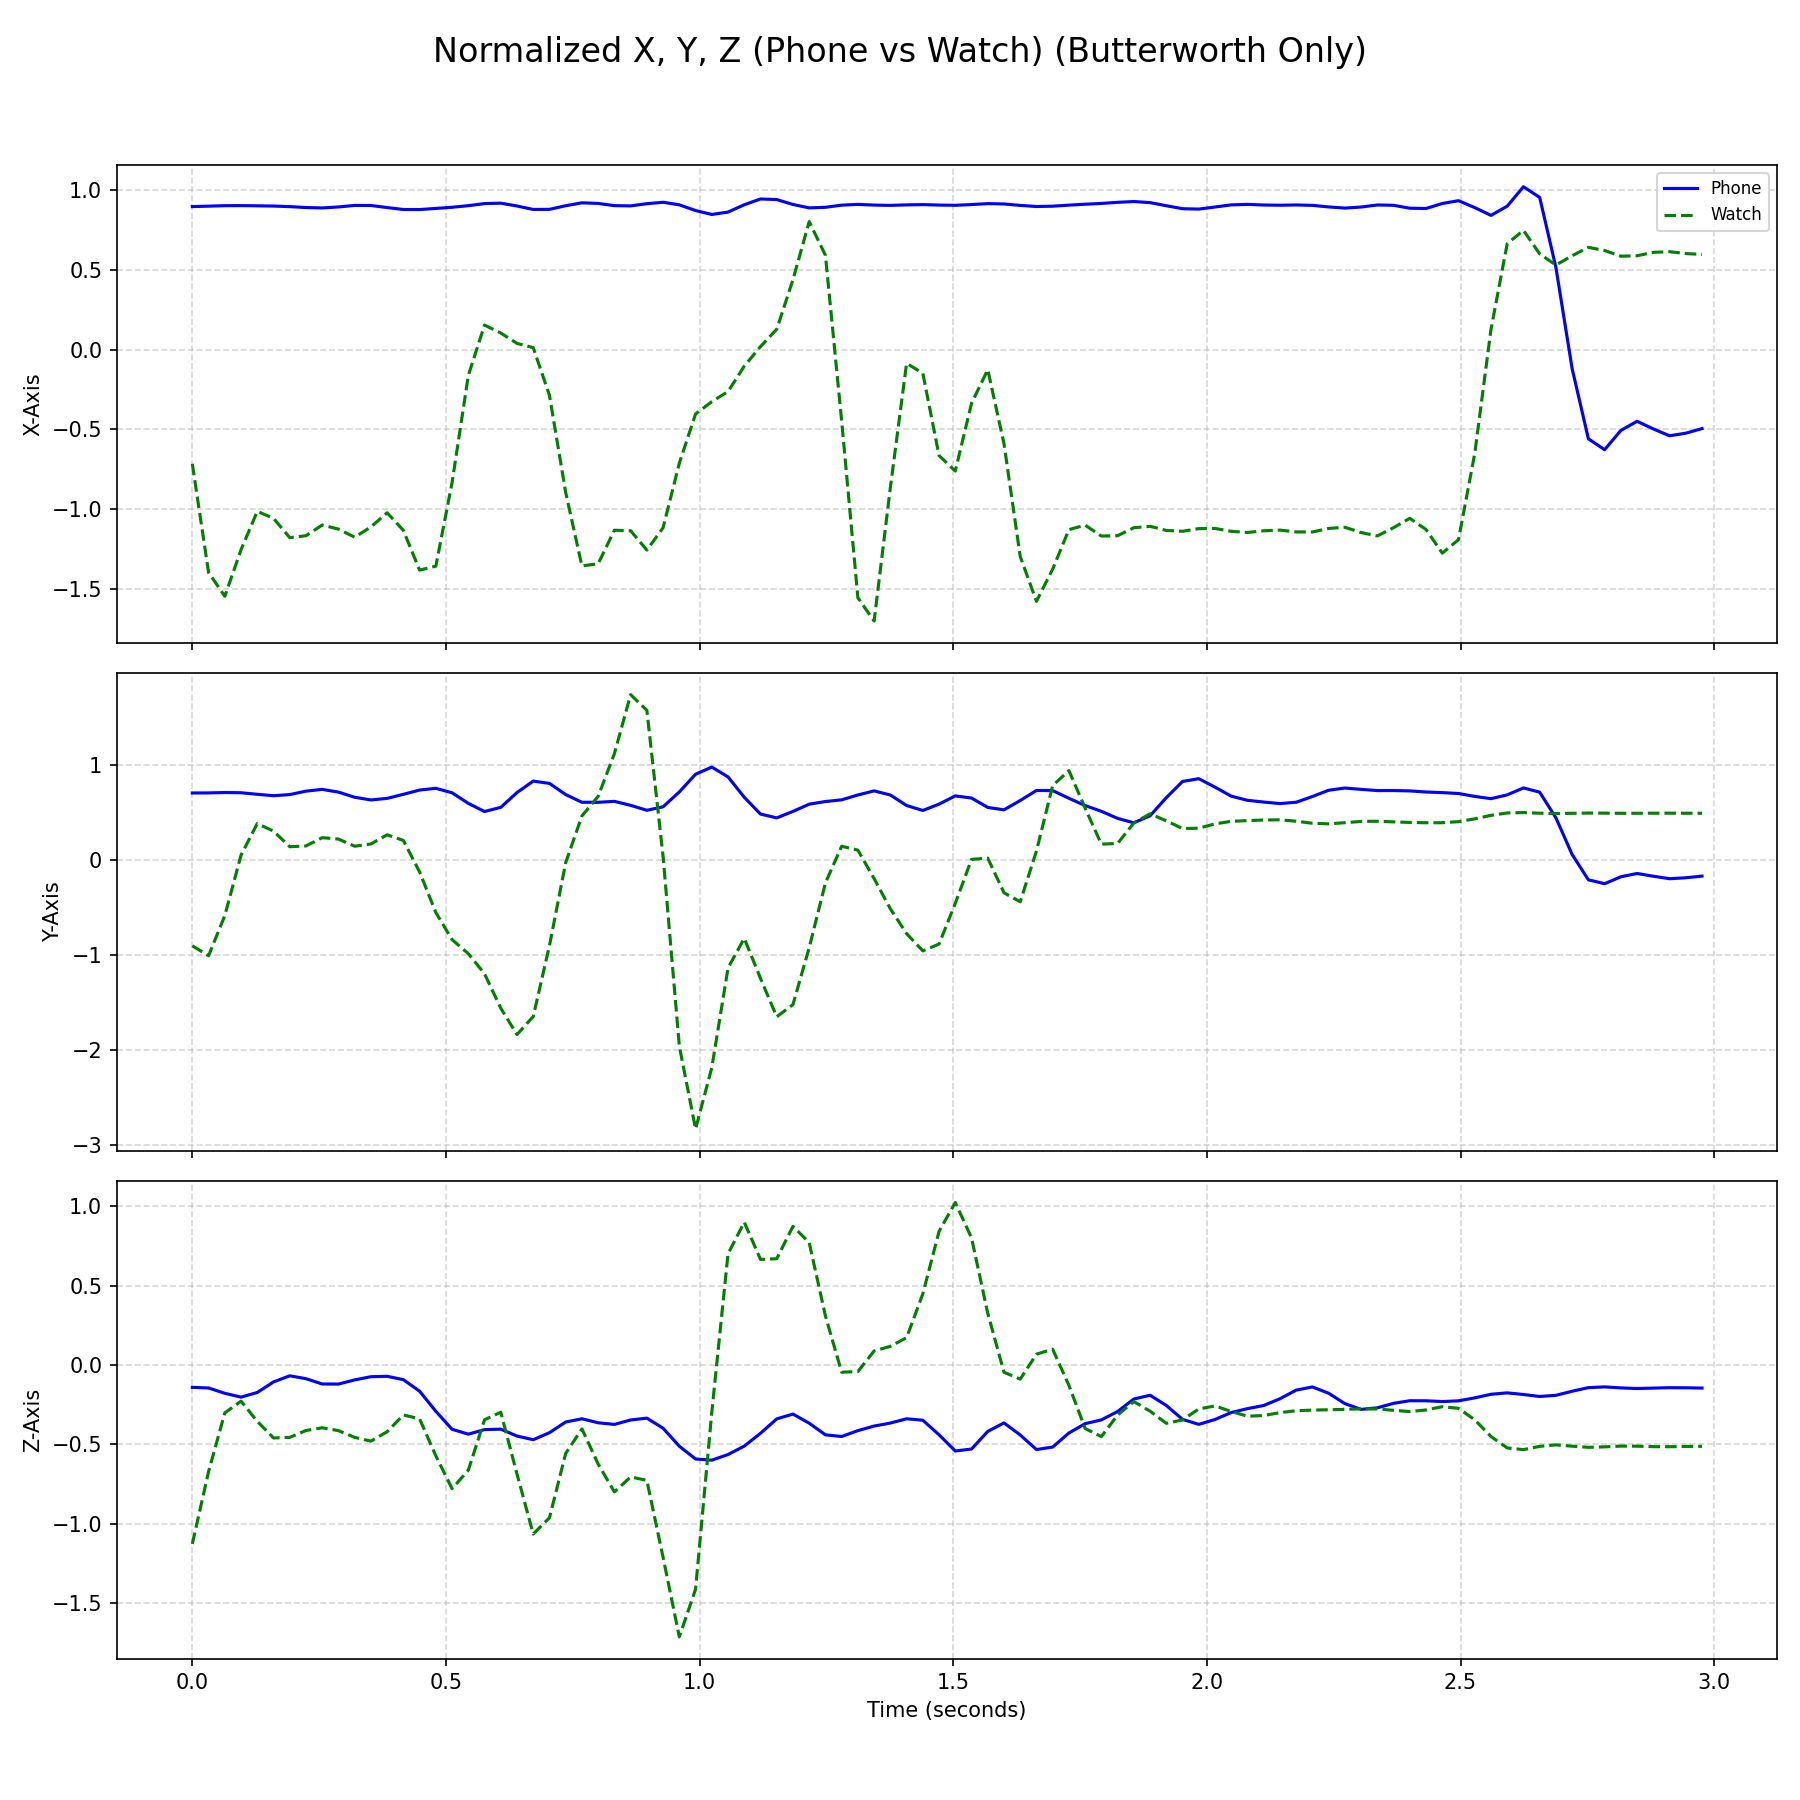 Normalized X, Y, Z (Phone vs Watch) (Butterworth Only)
Phone
Watch
X-Axis
1.0
0.5
0.0
−0.5
−1.0
−1.5
Y-Axis
1
0
−1
−2
−3
Z-Axis
1.0
0.5
0.0
−0.5
−1.0
−1.5
0.0 0.5 1.0 1.5 2.0 2.5 3.0
Time (seconds)